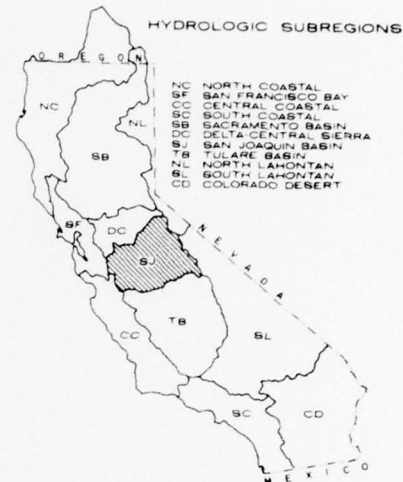 HYDROLOGIC SUBREGIONS
OREGON
NC NORTH COASTAL
SF SAN FRANCISCO BAY
CC CENTRAL COASTAL
SC SOUTH COASTAL
SB SACRAMENTO BASIN
DC DELTA-CENTRAL SIERRA
SJ SAN JOAQUIN BASIN
TB TULARE BASIN
NL NORTH LAHONTAN
SL SOUTH LAHONTAN
CD COLORADO DESERT
NC
NL
SB
SF
DC
NEVADA
SJ
TB
CC
SL
SC
CD
MEXICO